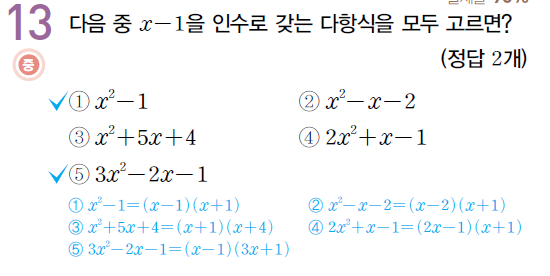 13 다음 중 x-1을 인수로 갖는 다항식을 모두 고르면?
(정답 2개)
중
✓① x²-1 ② x²-x-2
③ x²+5x+4 ④ 2x²+x-1
✓⑤ 3x²-2x-1
① x²-1=(x-1)(x+1) ② x²-x-2=(x-2)(x+1)
③ x²+5x+4=(x+1)(x+4) ④ 2x²+x-1=(2x-1)(x+1)
⑤ 3x²-2x-1=(x-1)(3x+1)